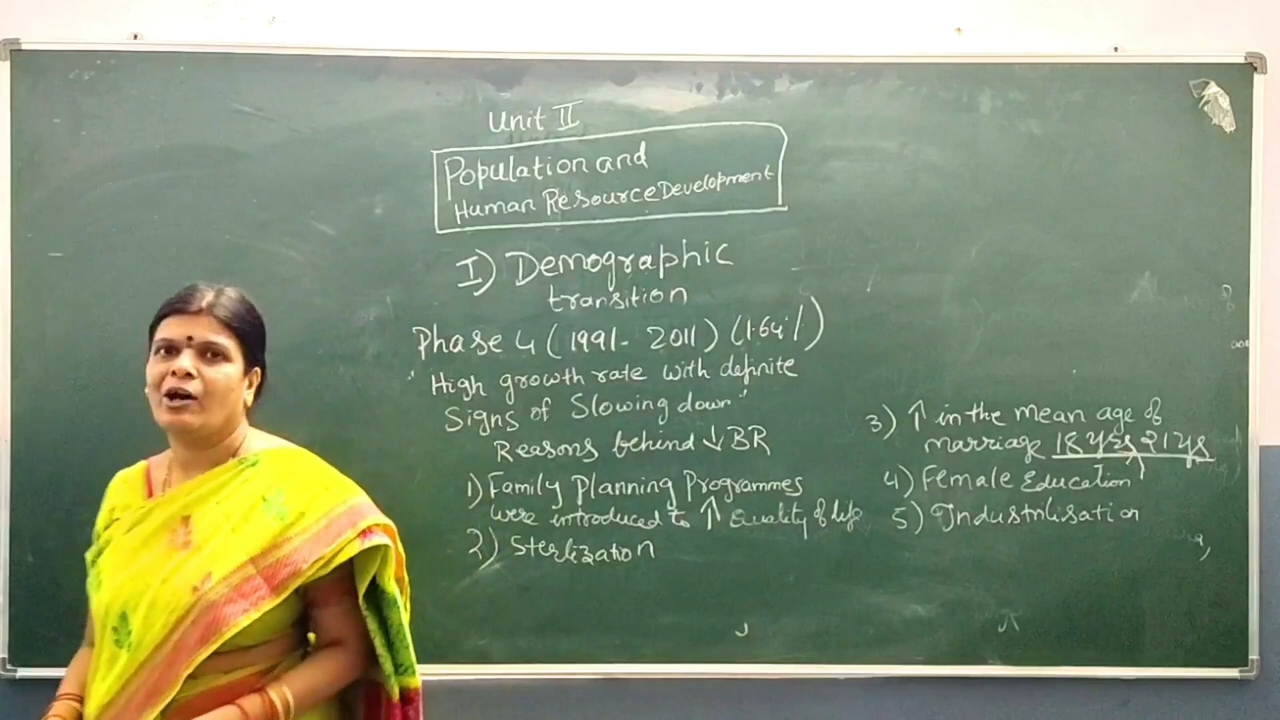 Unit II
Population and
Human Resource Development
I) Demographic
transition
Phase 4 (1991- 2011) (1.64%)
"High growth rate with definite
Signs of Slowing down"
Reasons behind ↓ BR
1) Family Planning Programmes
were introduced to ↑ Quality of life
2) Sterlization
3) ↑ in the mean age of
marriage 18 yrs 21 yrs
4) Female Education ↑
5) Industrilisation